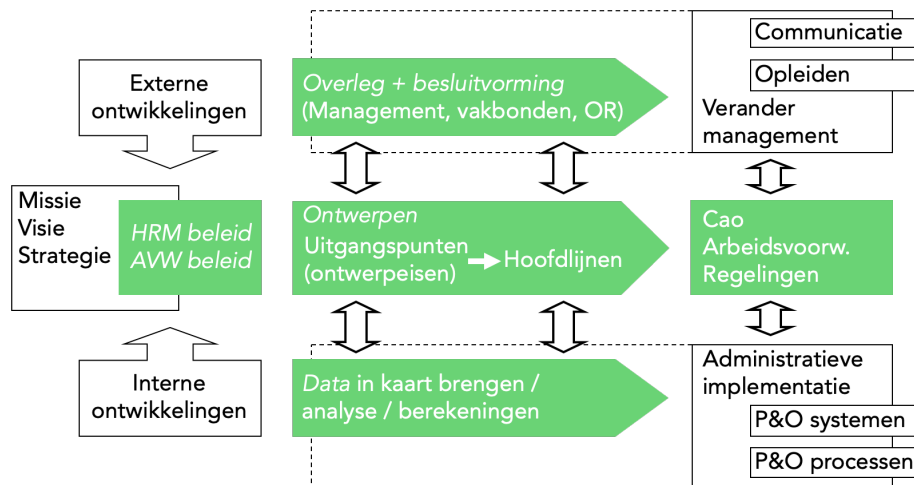 Externe
ontwikkelingen
Overleg + besluitvorming
(Management, vakbonden, OR)
Communicatie
Opleiden
Verander
management
Missie
Visie
Strategie
HRM beleid
AVW beleid
Ontwerpen
Uitgangspunten
(ontwerpeisen)
Hoofdlijnen
Cao
Arbeidsvoorw.
Regelingen
Interne
ontwikkelingen
Data in kaart brengen /
analyse / berekeningen
Administratieve
implementatie
P&O systemen
P&O processen